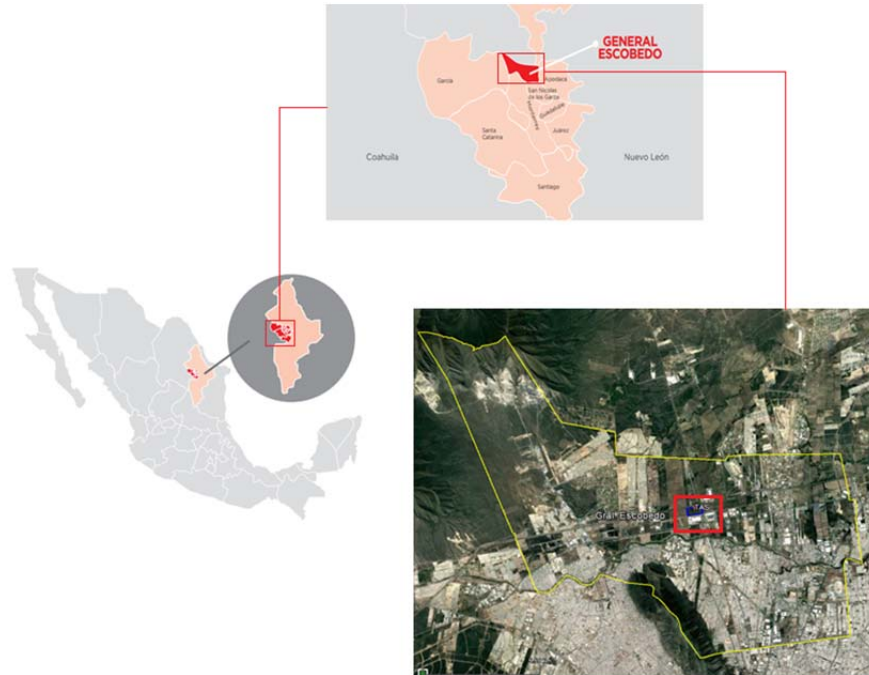 GENERAL
ESCOBEDO
García
Apodaca
San Nicolás
de los Garza
Monterrey
Guadalupe
Santa
Catarina
Juárez
Coahuila
Nuevo León
Santiago
TAS
Gral Escobedo